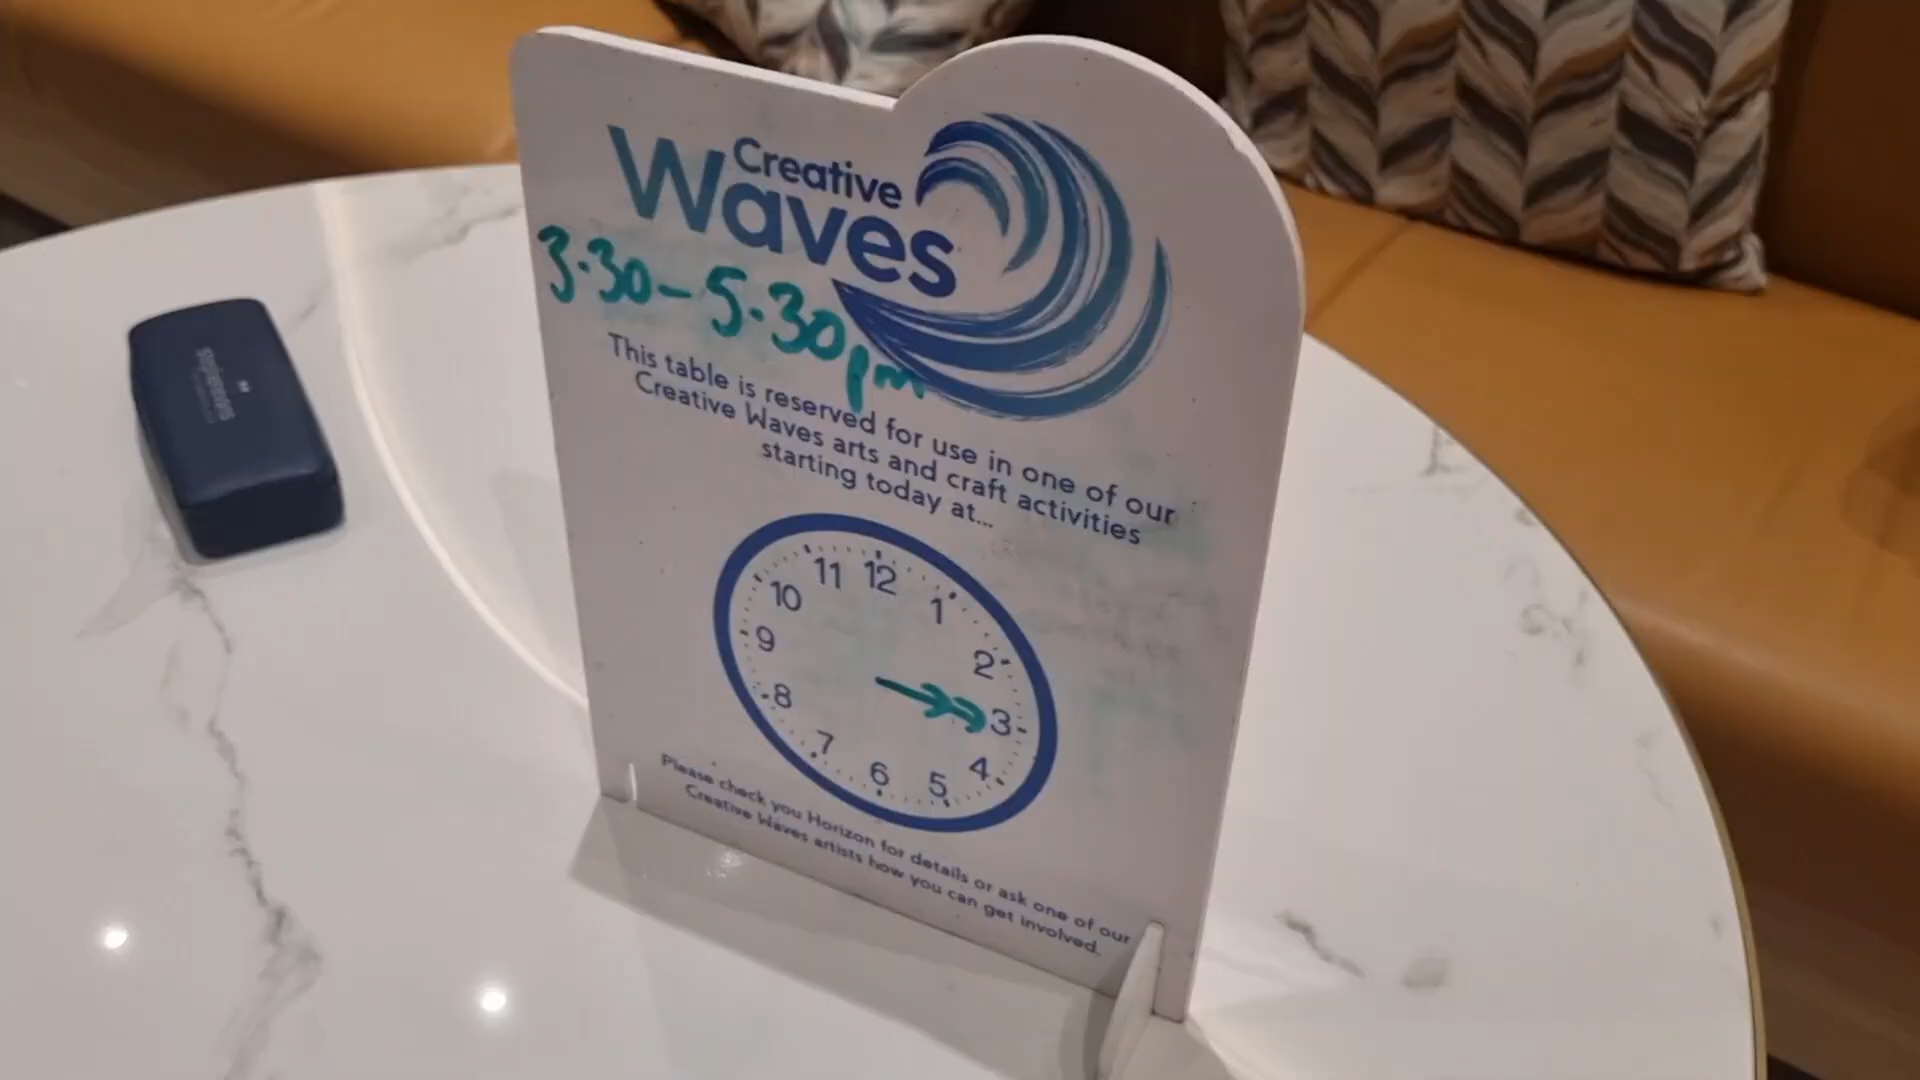 Creative
Waves
3.30-5.30pm
This table is reserved for use in one of our
Creative Waves arts and craft activities
starting today at...
11 12 1
10 2
9 3
8 4
7 6 5
Please check you Horizon for details or ask one of our
Creative Waves artists how you can get involved.
specsavers